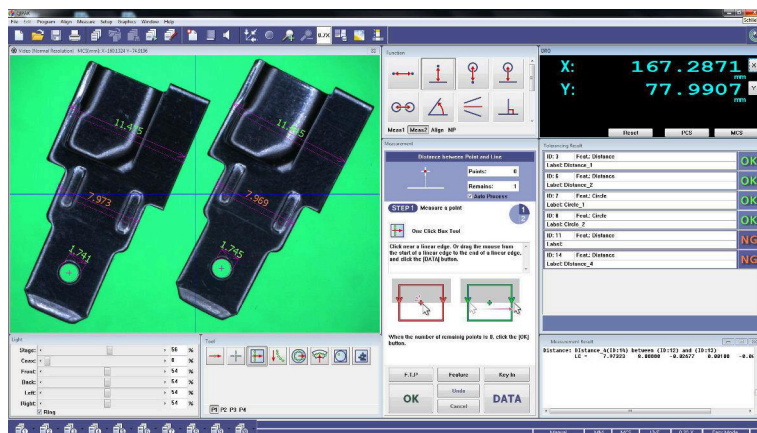 QVPAK
File Edit Program Align Measure Setup Graphics Window Help
0.7X
Video (Normal Resolution)
11.475
7.973
1.741
7.969
1.745
Function
Meas1 Meas2 Align NP
Measurement
Distance between Point and Line
Points: 0
Remains: 1
Auto Process
STEP 1 Measure a point
1
2
One Click Box Tool
Click near a linear edge. Or drag the mouse from
the start of a linear edge to the end of a linear edge,
and click the [DATA] button.
When the number of remaining points is 0, click the [OK]
button.
Feature Key In
OK Undo DATA
Cancel
DRO
X: 167.2871
mm
Y: 77.9907
mm
Reset PCS MCS
Tolerancing Result
ID: 3 Feat.: Distance
Label: Distance_1
OK
ID: 6 Feat.: Distance
Label: Distance_2
OK
ID: 7 Feat.: Circle
Label: Circle_1
OK
ID: 8 Feat.: Circle
Label: Circle_2
OK
ID: 11 Feat.: Distance
Label:
NG
ID: 14 Feat.: Distance
Label: Distance_4
NG
Measurement Result
Distance: Distance_4(ID:14) between (ID:12) and (ID:13)
LC = 7.97323 0.00000 -0.02677 0.00100
Light
Stage: 56 %
Coax: 0 %
Front: 54 %
Back: 54 %
Left: 54 %
Right: 54 %
Ring
Tool
P1 P2 P3 P4